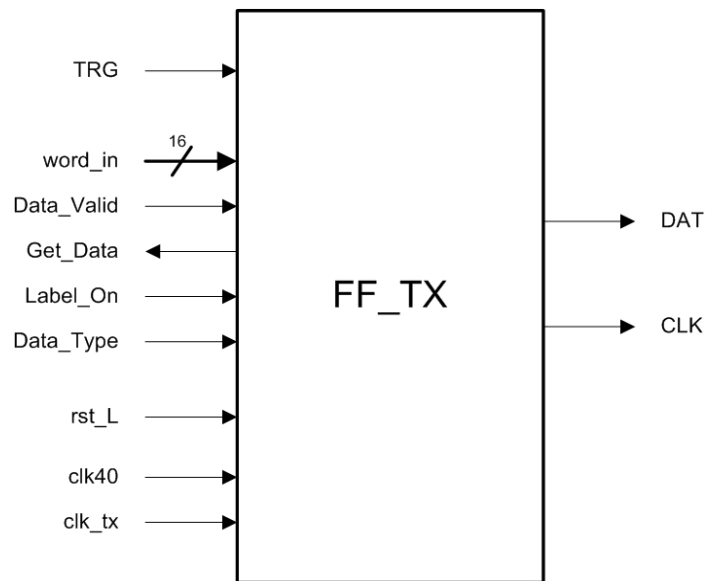 TRG
16
word_in
Data_Valid
DAT
Get_Data
FF_TX
Label_On
CLK
Data_Type
rst_L
clk40
clk_tx